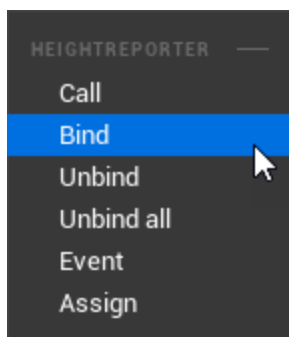 HEIGHTREPORTER
Call
Bind
Unbind
Unbind all
Event
Assign